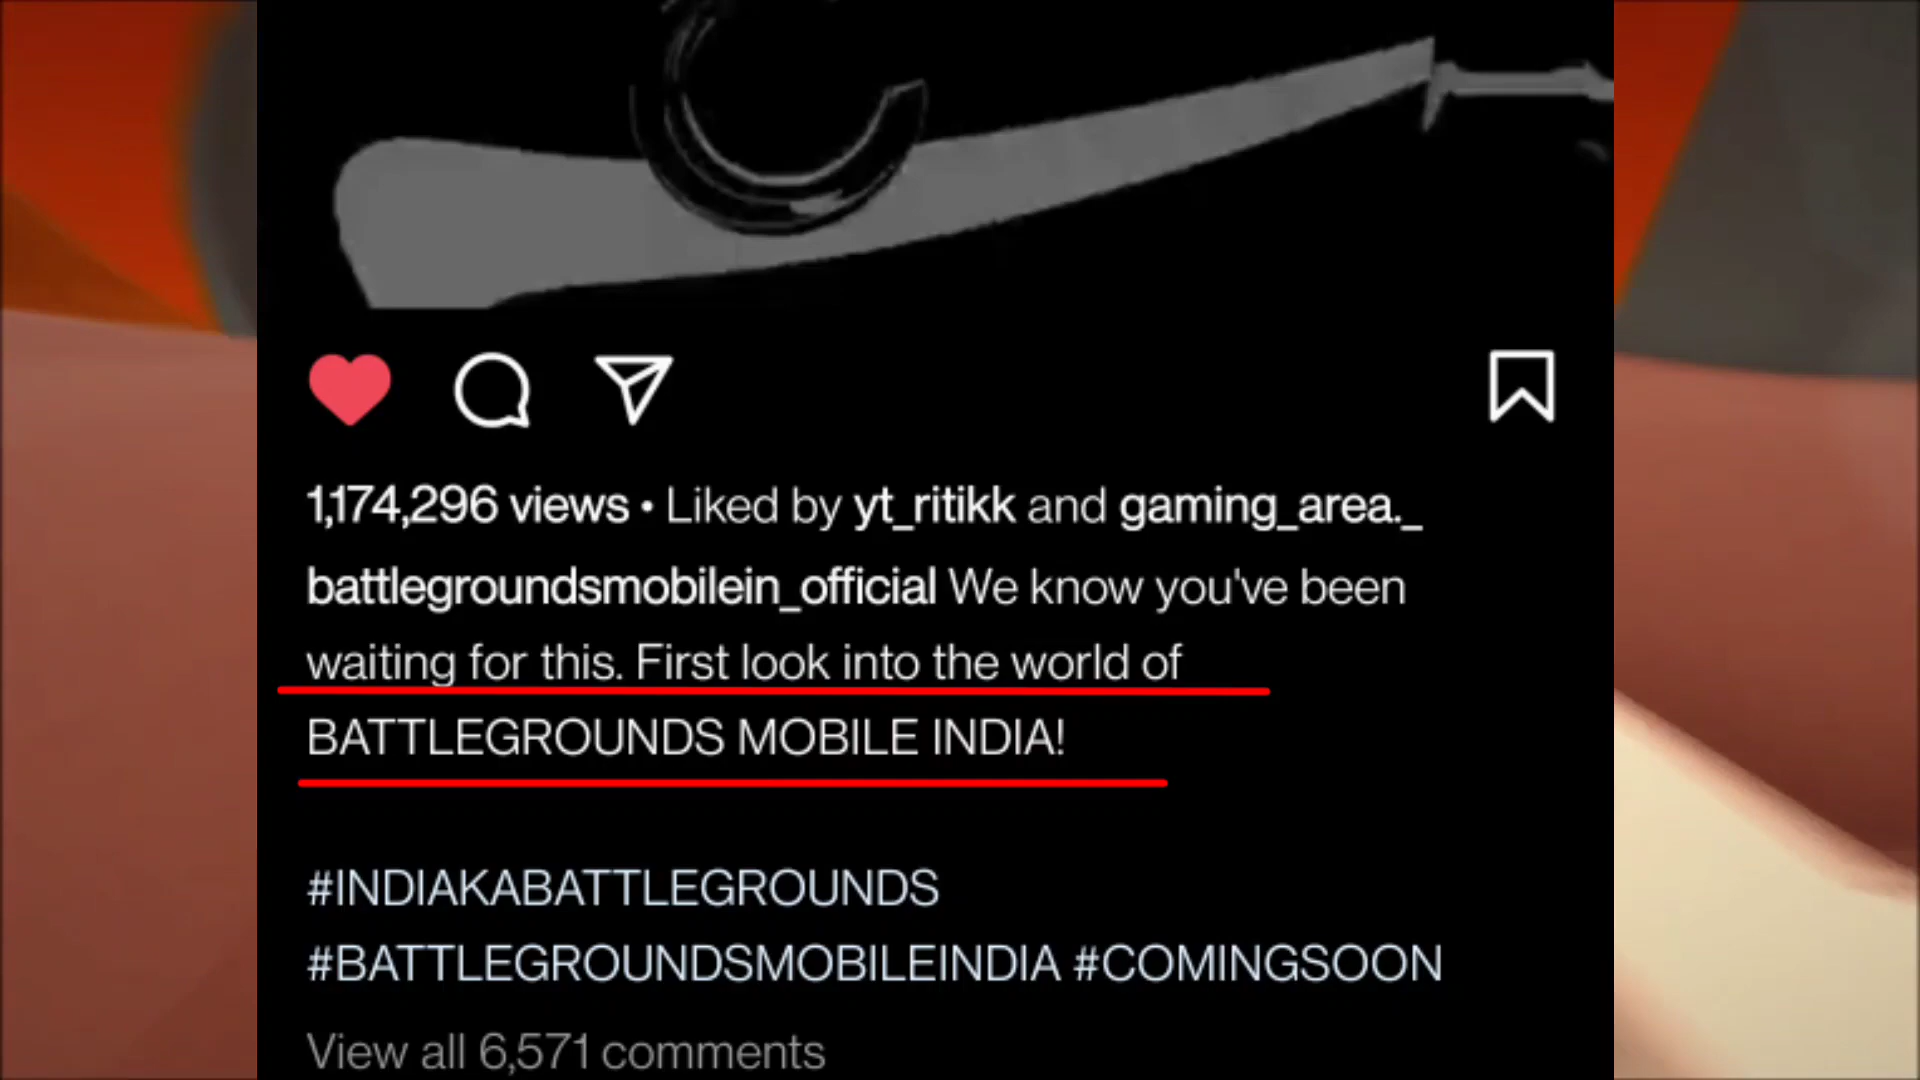 1,174,296 views • Liked by yt_ritikk and gaming_area._
battlegroundsmobilein_official We know you've been
waiting for this. First look into the world of
BATTLEGROUNDS MOBILE INDIA!
#INDIAKABATTLEGROUNDS
#BATTLEGROUNDSMOBILEINDIA #COMINGSOON
View all 6,571 comments